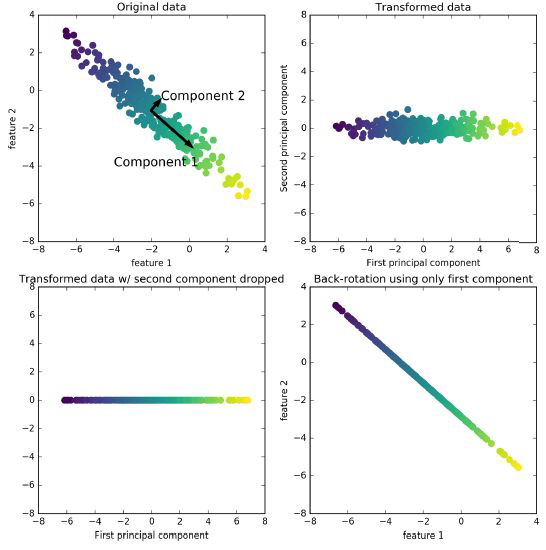 Original data
4
2
0
−2
−4
−6
−8
feature 2
Component 2
Component 1
−8 −6 −4 −2 0 2 4
feature 1
Transformed data
8
6
4
2
0
−2
−4
−6
−8
Second principal component
−8 −6 −4 −2 0 2 4 6 8
First principal component
Transformed data w/ second component dropped
8
6
4
2
0
−2
−4
−6
−8
−8 −6 −4 −2 0 2 4 6 8
First principal component
Back-rotation using only first component
4
2
0
−2
−4
−6
−8
feature 2
−8 −6 −4 −2 0 2 4
feature 1